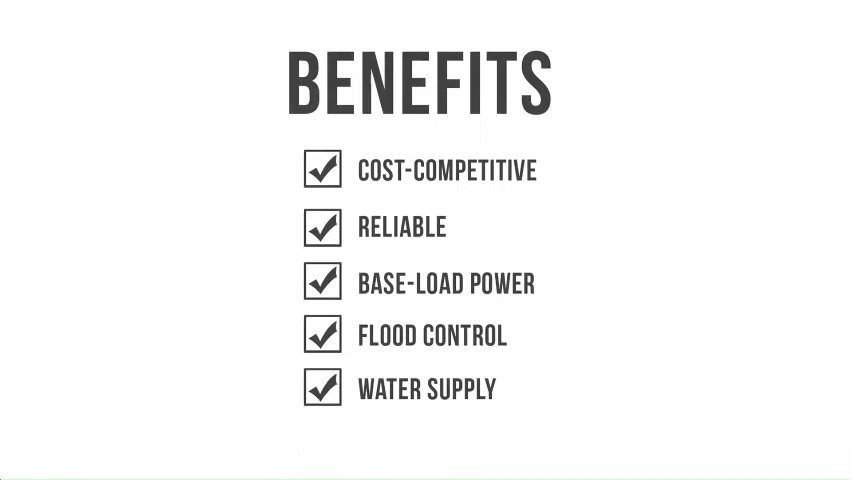 BENEFITS
COST-COMPETITIVE
RELIABLE
BASE-LOAD POWER
FLOOD CONTROL
WATER SUPPLY